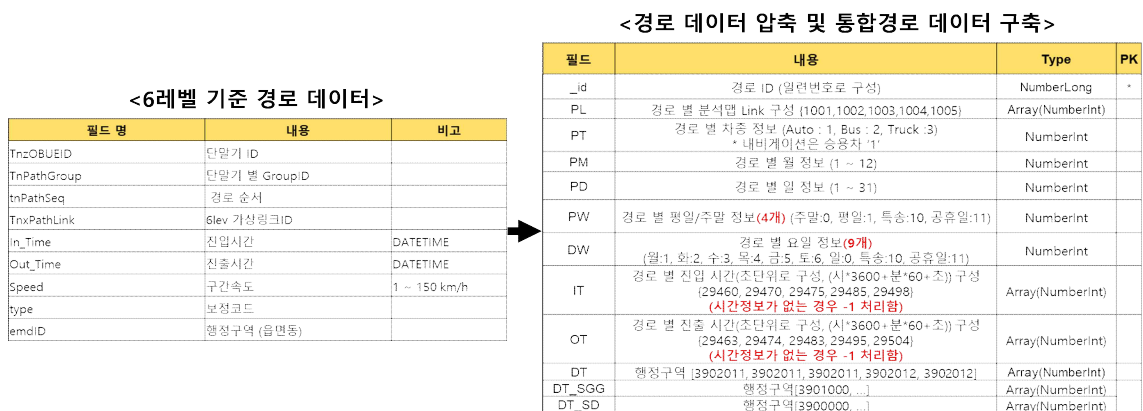 <경로 데이터 압축 및 통합경로 데이터 구축>
<6레벨 기준 경로 데이터>
필드 명 내용 비고
TnzOBUEID 단말기 ID
TnPathGroup 단말기 별 GroupID
tnPathSeq 경로 순서
TnxPathLink 6lev 가상링크ID
In_Time 진입시간 DATETIME
Out_Time 진출시간 DATETIME
Speed 구간속도 1 ~ 150 km/h
type 보정코드
emdID 행정구역 (읍면동)
필드 내용 Type PK
_id 경로 ID (일련번호로 구성) NumberLong *
PL 경로 별 분석맵 Link 구성 {1001,1002,1003,1004,1005} Array(NumberInt)
PT 경로 별 차종 정보 (Auto : 1, Bus : 2, Truck :3) NumberInt
* 내비게이션은 승용차 '1'
PM 경로 별 월 정보 (1 ~ 12) NumberInt
PD 경로 별 일 정보 (1 ~ 31) NumberInt
PW 경로 별 평일/주말 정보(4개) (주말:0, 평일:1, 특송:10, 공휴일:11) NumberInt
DW 경로 별 요일 정보(9개) NumberInt
(월:1, 화:2, 수:3, 목:4, 금:5, 토:6, 일:0, 특송:10, 공휴일:11)
IT 경로 별 진입 시간(초단위로 구성, (시*3600+분*60+초)) 구성 Array(NumberInt)
{29460, 29470, 29475, 29485, 29498}
(시간정보가 없는 경우 -1 처리함)
OT 경로 별 진출 시간(초단위로 구성, (시*3600+분*60+초)) 구성 Array(NumberInt)
{29463, 29474, 29483, 29495, 29504}
(시간정보가 없는 경우 -1 처리함)
DT 행정구역 [3902011, 3902011, 3902011, 3902012, 3902012] Array(NumberInt)
DT_SGG 행정구역[3901000, ...] Array(NumberInt)
DT_SD 행정구역[3900000, ...] Array(NumberInt)